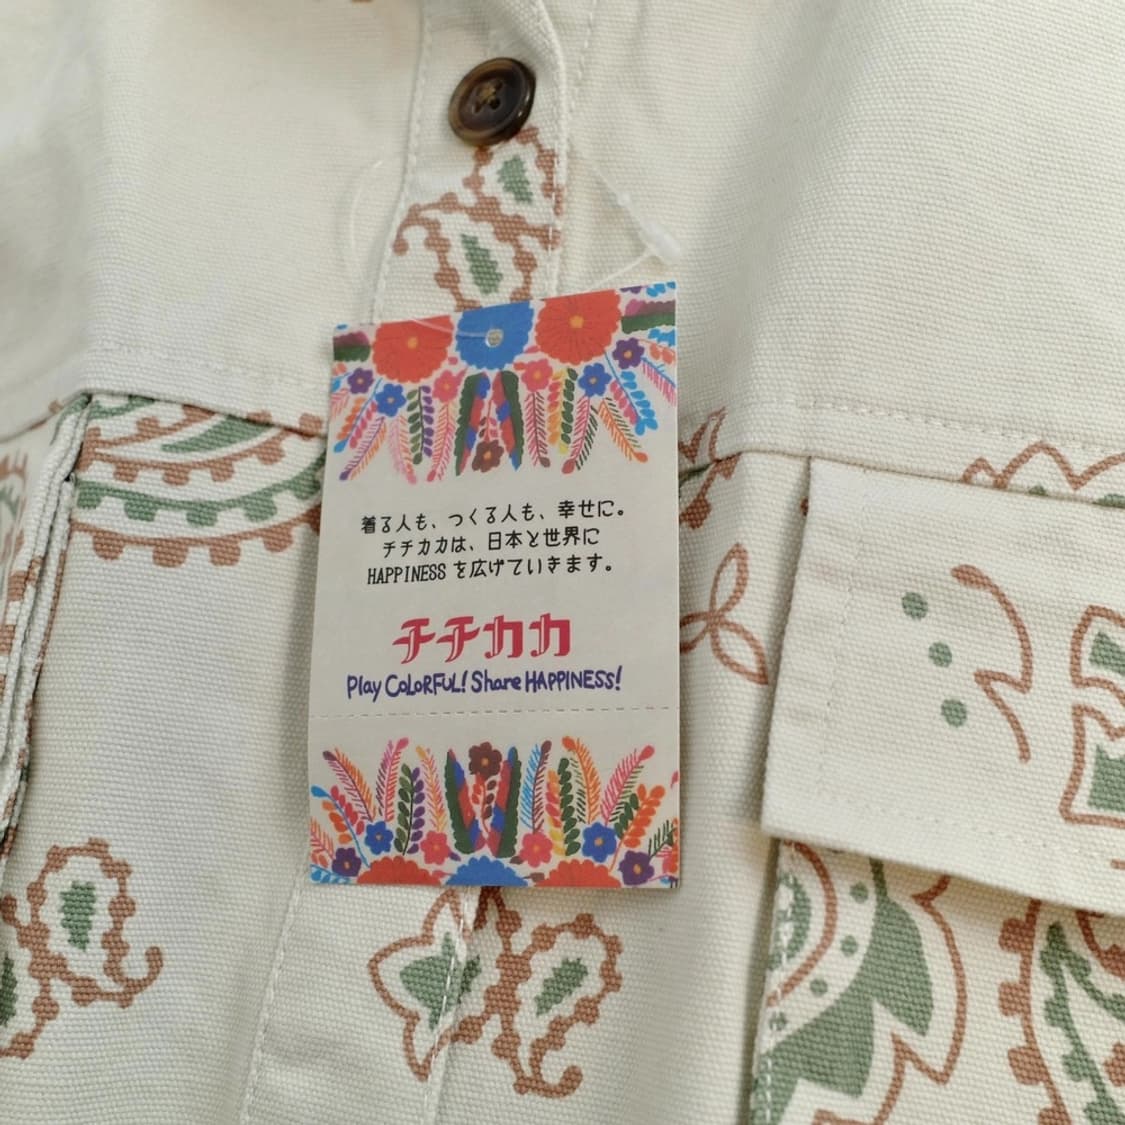 着る人も、つくる人も、幸せに。
チチカカは、日本と世界に
HAPPINESS を広げていきます。
チチカカ
Play COLORFUL! Share HAPPINESS!